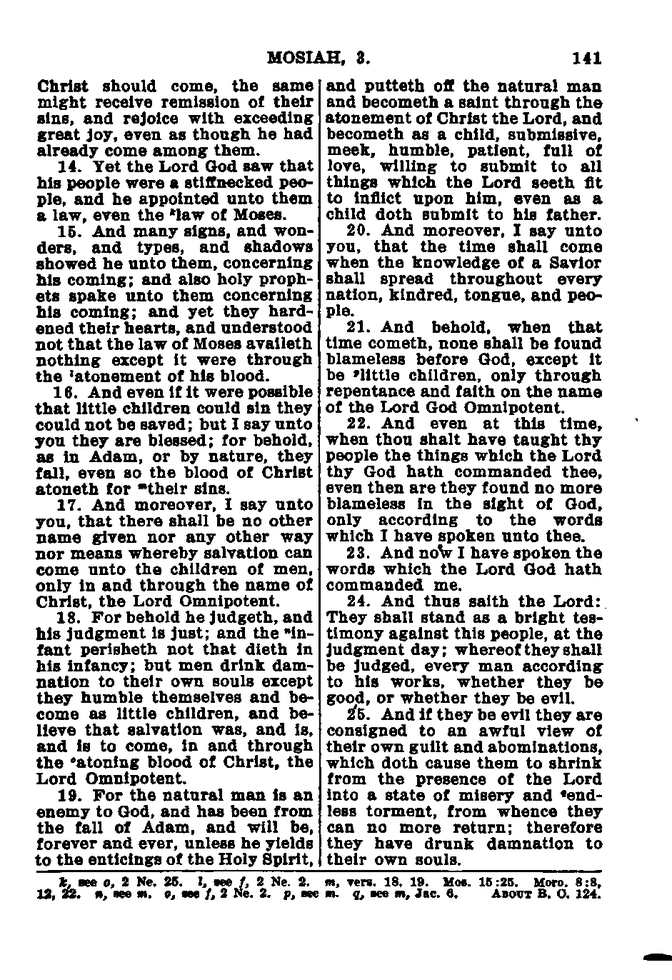 MOSIAH, 3. 141
Christ should come, the same
might receive remission of their
sins, and rejoice with exceeding
great joy, even as though he had
already come among them.
14. Yet the Lord God saw that
his people were a stiffnecked peo-
ple, and he appointed unto them
a law, even the ᵏlaw of Moses.
15. And many signs, and won-
ders, and types, and shadows
showed he unto them, concerning
his coming; and also holy proph-
ets spake unto them concerning
his coming; and yet they hard-
ened their hearts, and understood
not that the law of Moses availeth
nothing except it were through
the ˡatonement of his blood.
16. And even if it were possible
that little children could sin they
could not be saved; but I say unto
you they are blessed; for behold,
as in Adam, or by nature, they
fall, even so the blood of Christ
atoneth for ᵐtheir sins.
17. And moreover, I say unto
you, that there shall be no other
name given nor any other way
nor means whereby salvation can
come unto the children of men,
only in and through the name of
Christ, the Lord Omnipotent.
18. For behold he judgeth, and
his judgment is just; and the ⁿin-
fant perisheth not that dieth in
his infancy; but men drink dam-
nation to their own souls except
they humble themselves and be-
come as little children, and be-
lieve that salvation was, and is,
and is to come, in and through
the ᵒatoning blood of Christ, the
Lord Omnipotent.
19. For the natural man is an
enemy to God, and has been from
the fall of Adam, and will be,
forever and ever, unless he yields
to the enticings of the Holy Spirit,
and putteth off the natural man
and becometh a saint through the
atonement of Christ the Lord, and
becometh as a child, submissive,
meek, humble, patient, full of
love, willing to submit to all
things which the Lord seeth fit
to inflict upon him, even as a
child doth submit to his father.
20. And moreover, I say unto
you, that the time shall come
when the knowledge of a Savior
shall spread throughout every
nation, kindred, tongue, and peo-
ple.
21. And behold, when that
time cometh, none shall be found
blameless before God, except it
be ᵖlittle children, only through
repentance and faith on the name
of the Lord God Omnipotent.
22. And even at this time,
when thou shalt have taught thy
people the things which the Lord
thy God hath commanded thee,
even then are they found no more
blameless in the sight of God,
only according to the words
which I have spoken unto thee.
23. And now I have spoken the
words which the Lord God hath
commanded me.
24. And thus saith the Lord:
They shall stand as a bright tes-
timony against this people, at the
judgment day; whereof they shall
be judged, every man according
to his works, whether they be
good, or whether they be evil.
25. And if they be evil they are
consigned to an awful view of
their own guilt and abominations,
which doth cause them to shrink
from the presence of the Lord
into a state of misery and qend-
less torment, from whence they
can no more return; therefore
they have drunk damnation to
their own souls.
k, see o, 2 Ne. 25. l, see f, 2 Ne. 2. m, vers. 18, 19. Mos. 15:25. Moro. 8:8,
12, 22. n, see m. o, see f, 2 Ne. 2. p, see m. q, see m, Jac. 6. ABOUT B. C. 124.